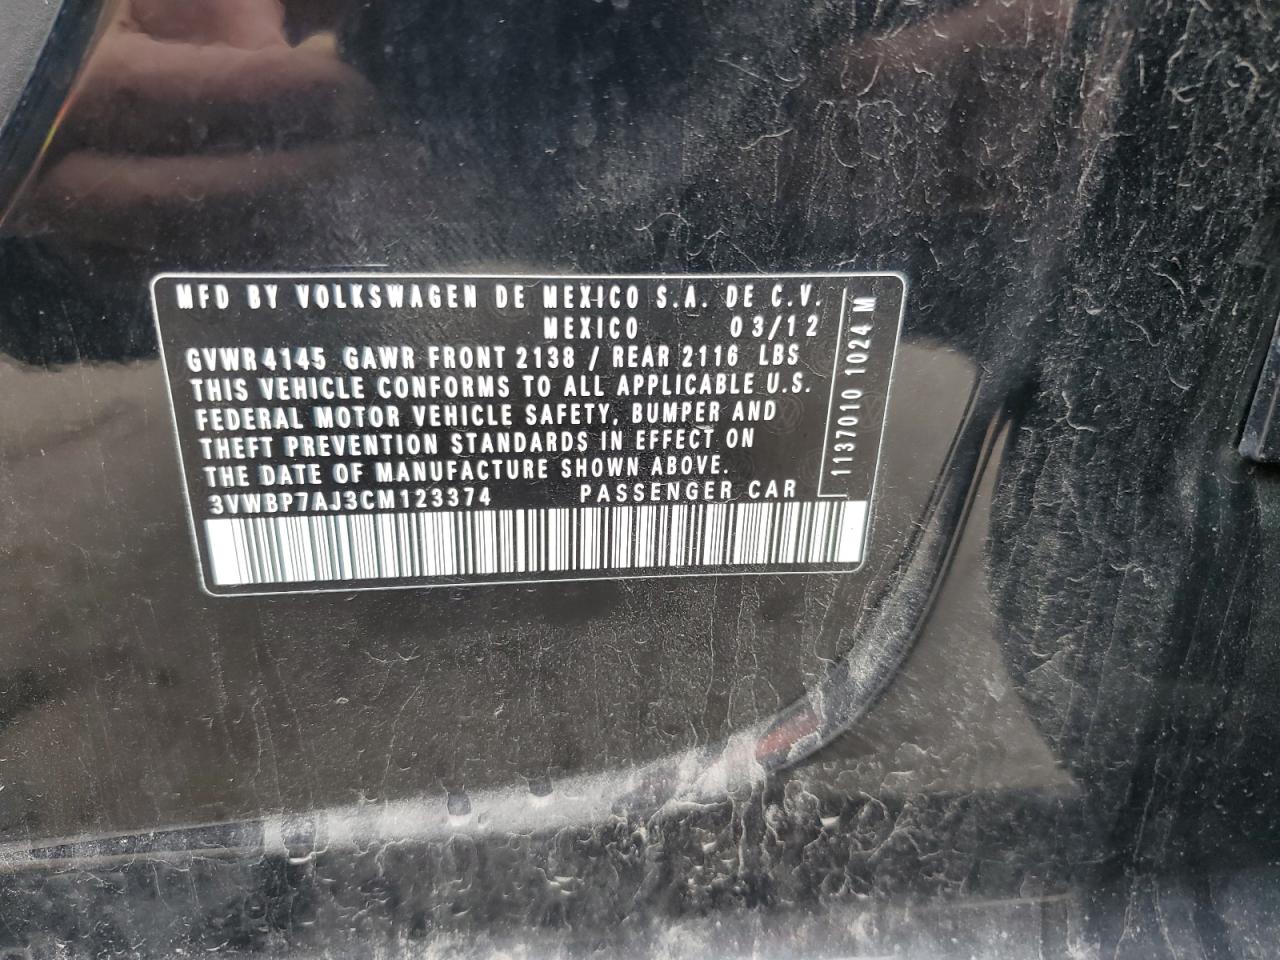 MFD BY VOLKSWAGEN DE MEXICO S.A. DE C.V.
MEXICO 03/12
GVWR 4145 GAWR FRONT 2138 / REAR 2116 LBS
THIS VEHICLE CONFORMS TO ALL APPLICABLE U.S.
FEDERAL MOTOR VEHICLE SAFETY, BUMPER AND
THEFT PREVENTION STANDARDS IN EFFECT ON
THE DATE OF MANUFACTURE SHOWN ABOVE.
3VWBP7AJ3CM123374 PASSENGER CAR
1137010 1024 M